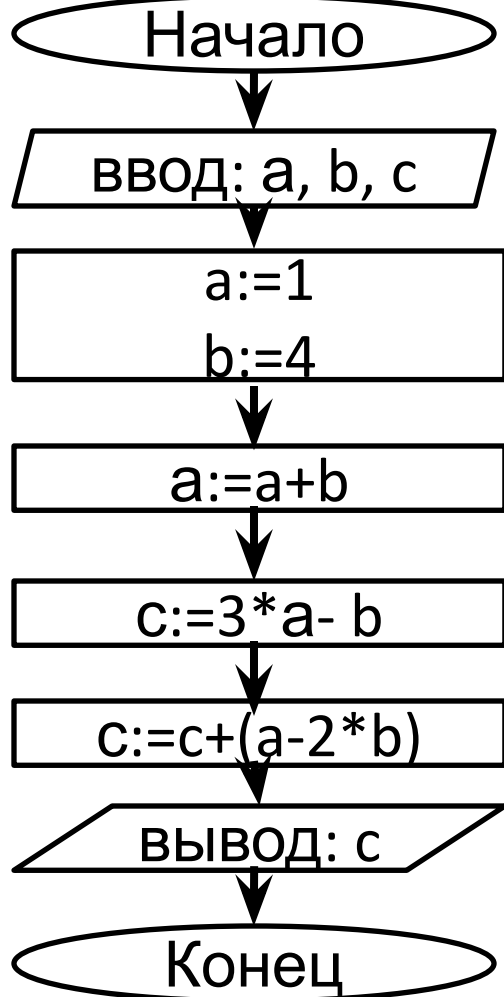 Начало
ввод: a, b, c
a:=1
b:=4
а:=a+b
с:=3*а- b
с:=c+(a-2*b)
вывод: c
Конец